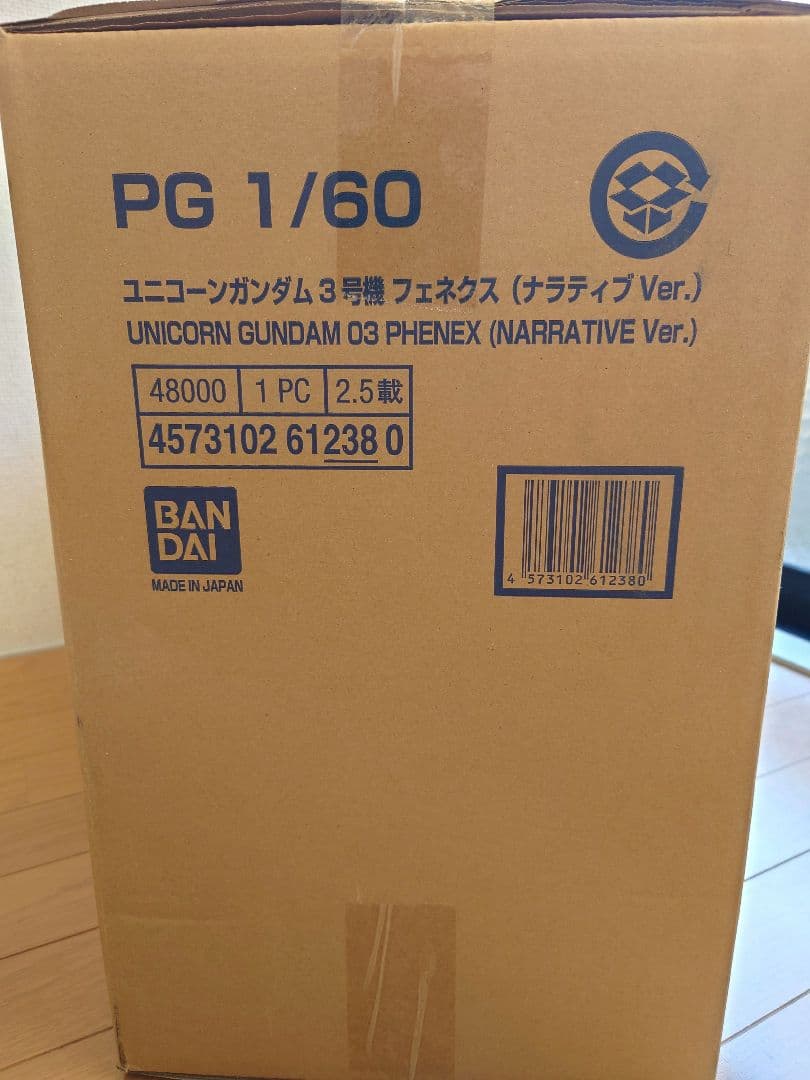 PG 1/60
ユニコーンガンダム3号機 フェネクス (ナラティブ Ver.)
UNICORN GUNDAM 03 PHENEX (NARRATIVE Ver.)
48000 1 PC 2.5載
4573102 61238 0
BAN
DAI
MADE IN JAPAN
4 573102 612380